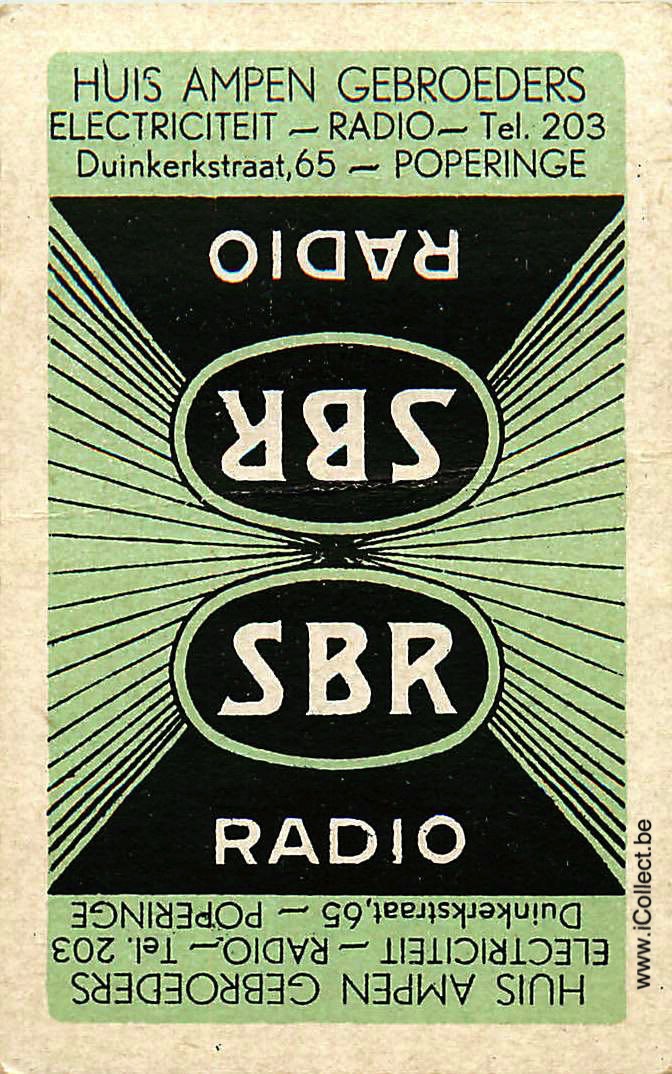 HUIS AMPEN GEBROEDERS
ELECTRICITEIT — RADIO — Tel. 203
Duinkerkstraat, 65 — POPERINGE
RADIO
SBR
SBR
RADIO
Duinkerkstraat, 65 — POPERINGE
ELECTRICITEIT — RADIO — Tel. 203
HUIS AMPEN GEBROEDERS
www.iCollect.be